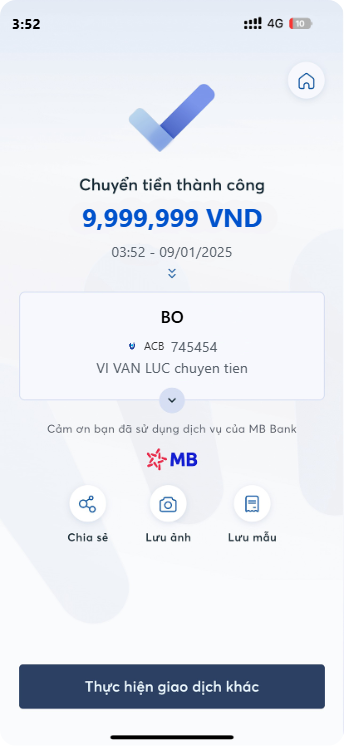 3:52
4G 10
Chuyển tiền thành công
9,999,999 VND
03:52 - 09/01/2025
BO
ACB 745454
VI VAN LUC chuyen tien
Cảm ơn bạn đã sử dụng dịch vụ của MB Bank
MB
Chia sẻ Lưu ảnh Lưu mẫu
Thực hiện giao dịch khác